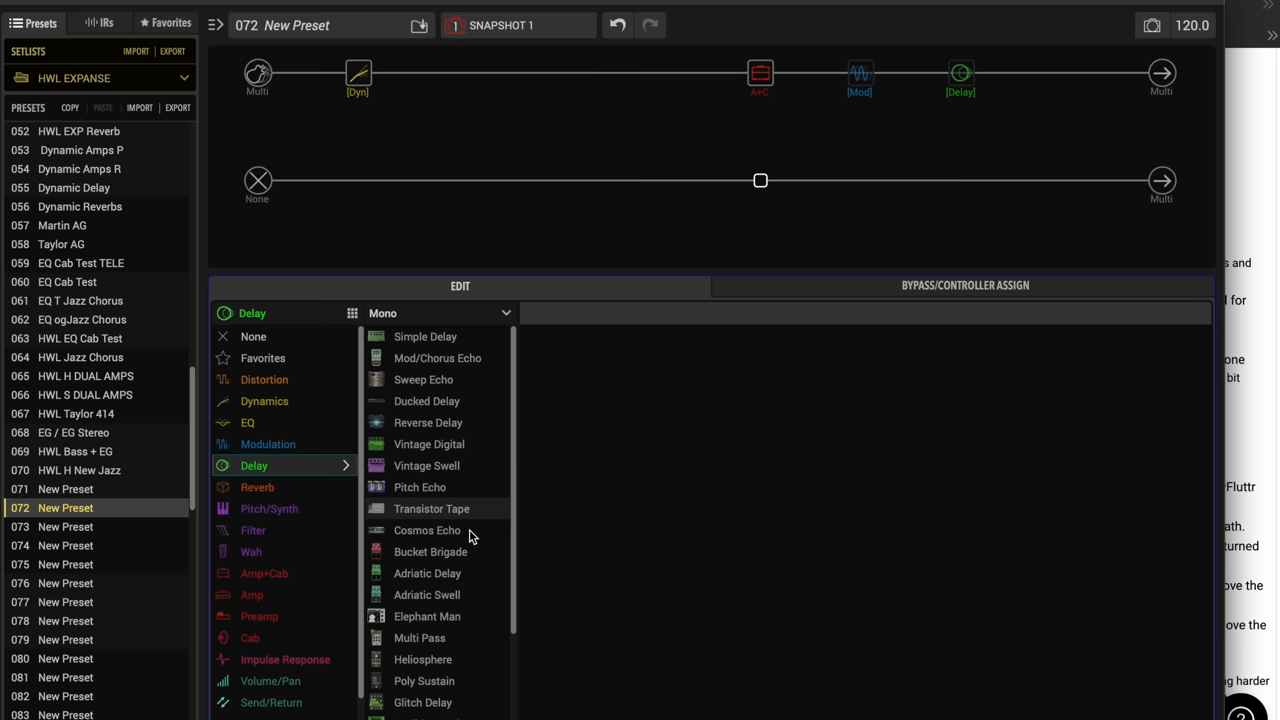 Presets IRs Favorites
072 New Preset
1 SNAPSHOT 1
120.0
SETLISTS IMPORT | EXPORT
HWL EXPANSE
PRESETS COPY PASTE IMPORT EXPORT
052 HWL EXP Reverb
053 Dynamic Amps P
054 Dynamic Amps R
055 Dynamic Delay
056 Dynamic Reverbs
057 Martin AG
058 Taylor AG
059 EQ Cab Test TELE
060 EQ Cab Test
061 EQ T Jazz Chorus
062 EQ ogJazz Chorus
063 HWL EQ Cab Test
064 HWL Jazz Chorus
065 HWL H DUAL AMPS
066 HWL S DUAL AMPS
067 HWL Taylor 414
068 EG / EG Stereo
069 HWL Bass + EG
070 HWL H New Jazz
071 New Preset
072 New Preset
073 New Preset
074 New Preset
075 New Preset
076 New Preset
077 New Preset
078 New Preset
079 New Preset
080 New Preset
081 New Preset
082 New Preset
083 New Preset
Multi [Dyn] A+C [Mod] [Delay] Multi
None Multi
EDIT BYPASS/CONTROLLER ASSIGN
Delay
Mono
None
Favorites
Distortion
Dynamics
EQ
Modulation
Delay
Reverb
Pitch/Synth
Filter
Wah
Amp+Cab
Amp
Preamp
Cab
Impulse Response
Volume/Pan
Send/Return
Simple Delay
Mod/Chorus Echo
Sweep Echo
Ducked Delay
Reverse Delay
Vintage Digital
Vintage Swell
Pitch Echo
Transistor Tape
Cosmos Echo
Bucket Brigade
Adriatic Delay
Adriatic Swell
Elephant Man
Multi Pass
Heliosphere
Poly Sustain
Glitch Delay
s and
l for
one
bit
Fluttr
ath.
turned
ove the
ove the
ng harder